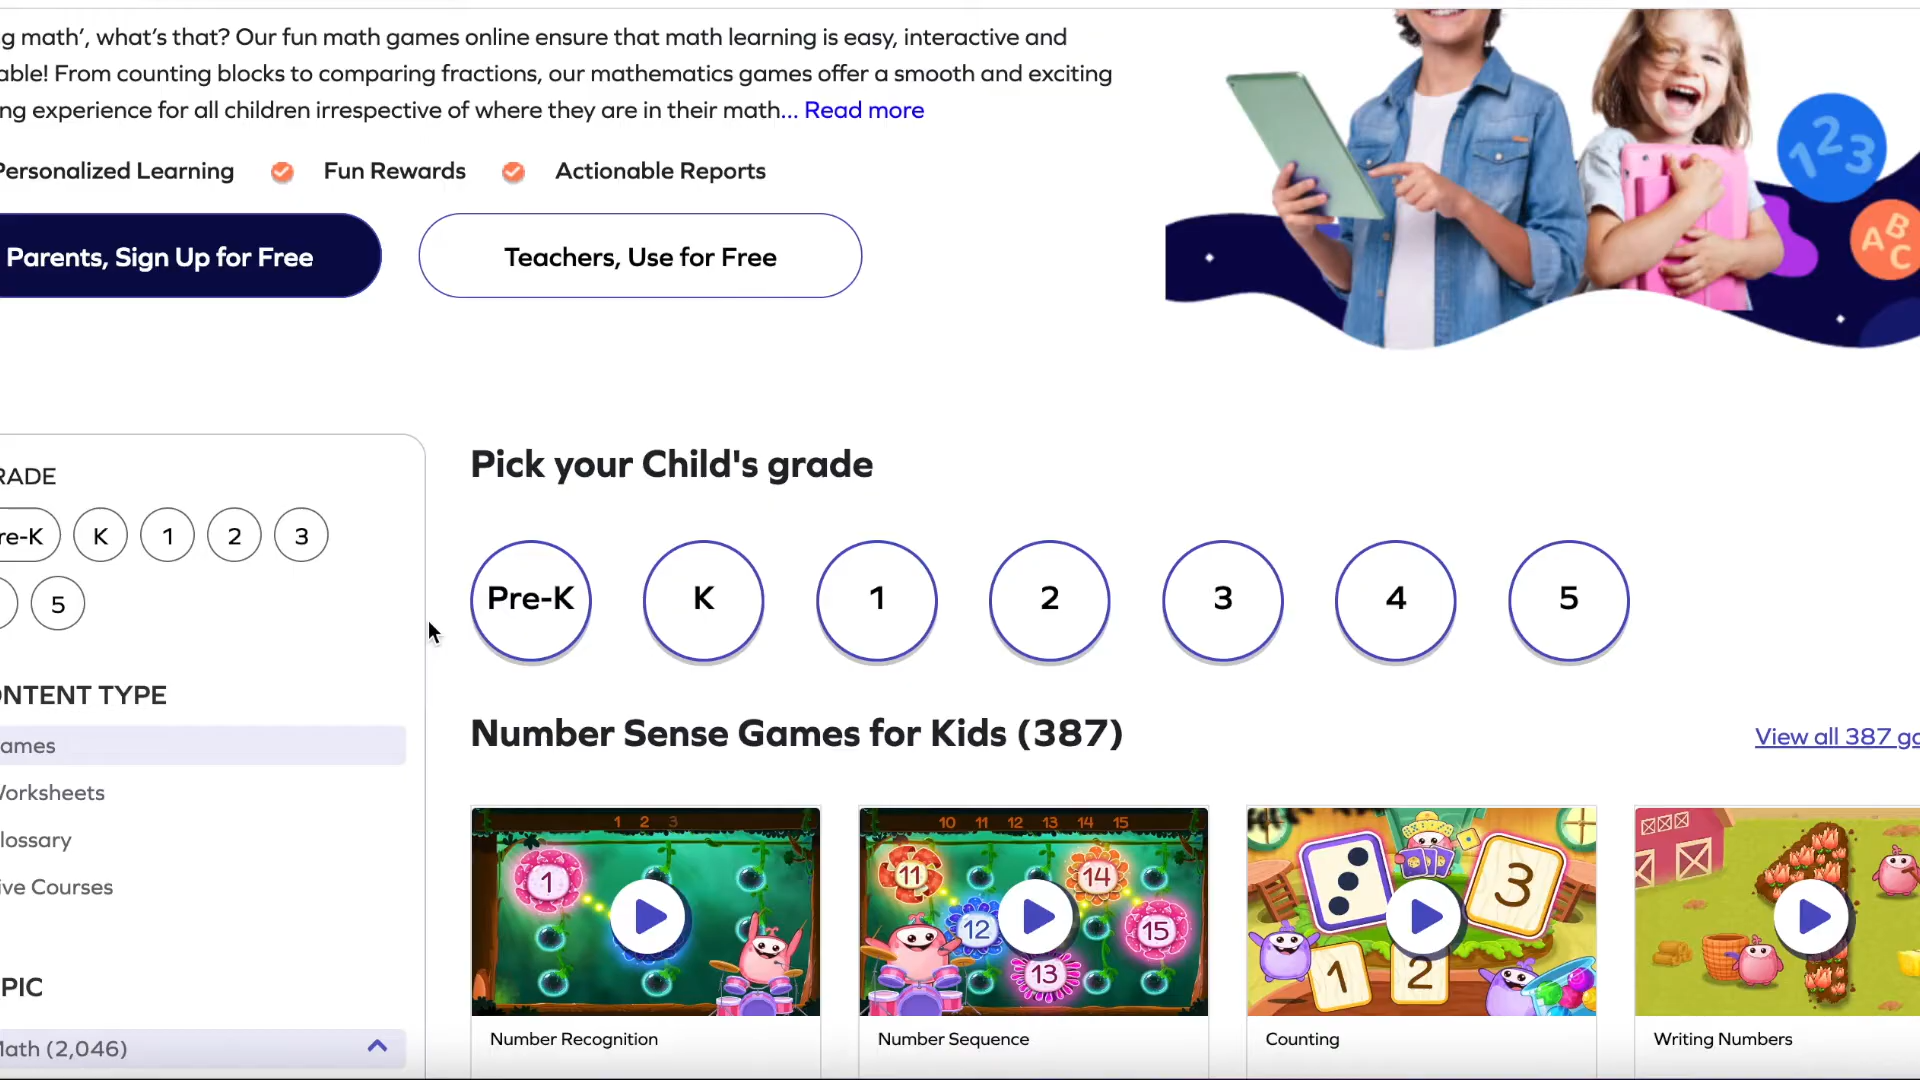 g math’, what’s that? Our fun math games online ensure that math learning is easy, interactive and
able! From counting blocks to comparing fractions, our mathematics games offer a smooth and exciting
ng experience for all children irrespective of where they are in their math... Read more
Personalized Learning Fun Rewards Actionable Reports
Parents, Sign Up for Free Teachers, Use for Free
123
ABC
RADE
re-K K 1 2 3
5
ONTENT TYPE
ames
Worksheets
lossary
ive Courses
PIC
Math (2,046)
Pick your Child's grade
Pre-K K 1 2 3 4 5
Number Sense Games for Kids (387)
View all 387 ga
1 2 3
1
10 11 12 13 14 15
11 14
12 15
13
3
1 2
Number Recognition Number Sequence Counting Writing Numbers